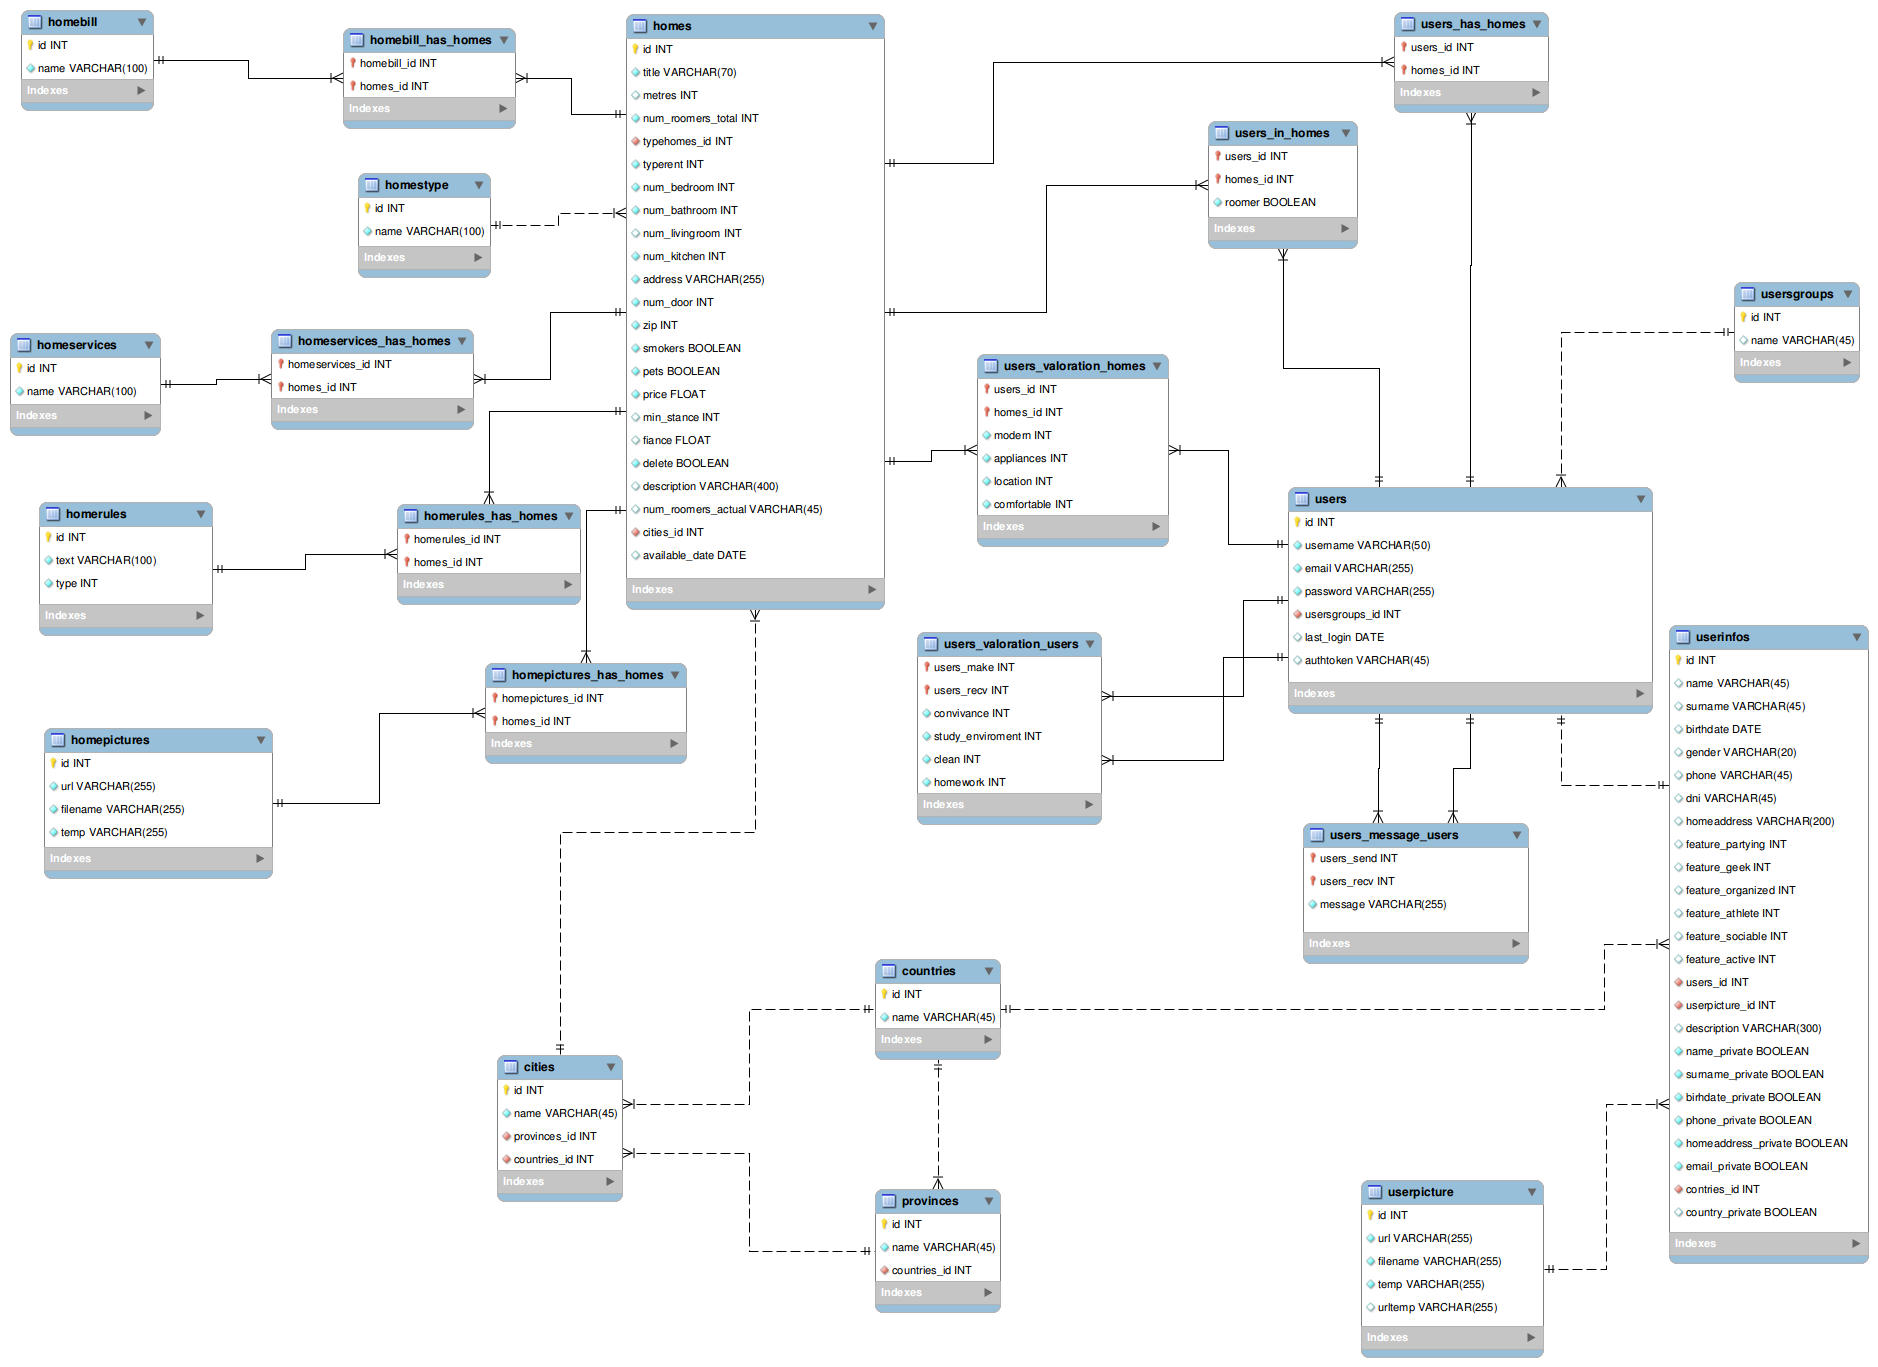 homebill
id INT
name VARCHAR(100)
Indexes
homebill_has_homes
homebill_id INT
homes_id INT
Indexes
homes
id INT
title VARCHAR(70)
metres INT
num_roomers_total INT
typehomes_id INT
typerent INT
num_bedroom INT
num_bathroom INT
num_livingroom INT
num_kitchen INT
address VARCHAR(255)
num_door INT
zip INT
smokers BOOLEAN
pets BOOLEAN
price FLOAT
min_stance INT
fiance FLOAT
delete BOOLEAN
description VARCHAR(400)
num_roomers_actual VARCHAR(45)
cities_id INT
available_date DATE
Indexes
users_has_homes
users_id INT
homes_id INT
Indexes
users_in_homes
users_id INT
homes_id INT
roomer BOOLEAN
Indexes
homestype
id INT
name VARCHAR(100)
Indexes
usersgroups
id INT
name VARCHAR(45)
Indexes
homeservices
id INT
name VARCHAR(100)
Indexes
homeservices_has_homes
homeservices_id INT
homes_id INT
Indexes
users_valoration_homes
users_id INT
homes_id INT
modern INT
appliances INT
location INT
comfortable INT
Indexes
homerules
id INT
text VARCHAR(100)
type INT
Indexes
homerules_has_homes
homerules_id INT
homes_id INT
Indexes
users
id INT
username VARCHAR(50)
email VARCHAR(255)
password VARCHAR(255)
usersgroups_id INT
last_login DATE
authtoken VARCHAR(45)
Indexes
users_valoration_users
users_make INT
users_recv INT
convivance INT
study_enviroment INT
clean INT
homework INT
Indexes
userinfos
id INT
name VARCHAR(45)
surname VARCHAR(45)
birthdate DATE
gender VARCHAR(20)
phone VARCHAR(45)
dni VARCHAR(45)
homeaddress VARCHAR(200)
feature_partying INT
feature_geek INT
feature_organized INT
feature_athlete INT
feature_sociable INT
feature_active INT
users_id INT
userpicture_id INT
description VARCHAR(300)
name_private BOOLEAN
surname_private BOOLEAN
birhdate_private BOOLEAN
phone_private BOOLEAN
homeaddress_private BOOLEAN
email_private BOOLEAN
contries_id INT
country_private BOOLEAN
Indexes
homepictures_has_homes
homepictures_id INT
homes_id INT
Indexes
homepictures
id INT
url VARCHAR(255)
filename VARCHAR(255)
temp VARCHAR(255)
Indexes
users_message_users
users_send INT
users_recv INT
message VARCHAR(255)
Indexes
countries
id INT
name VARCHAR(45)
Indexes
cities
id INT
name VARCHAR(45)
provinces_id INT
countries_id INT
Indexes
provinces
id INT
name VARCHAR(45)
countries_id INT
Indexes
userpicture
id INT
url VARCHAR(255)
filename VARCHAR(255)
temp VARCHAR(255)
urltemp VARCHAR(255)
Indexes